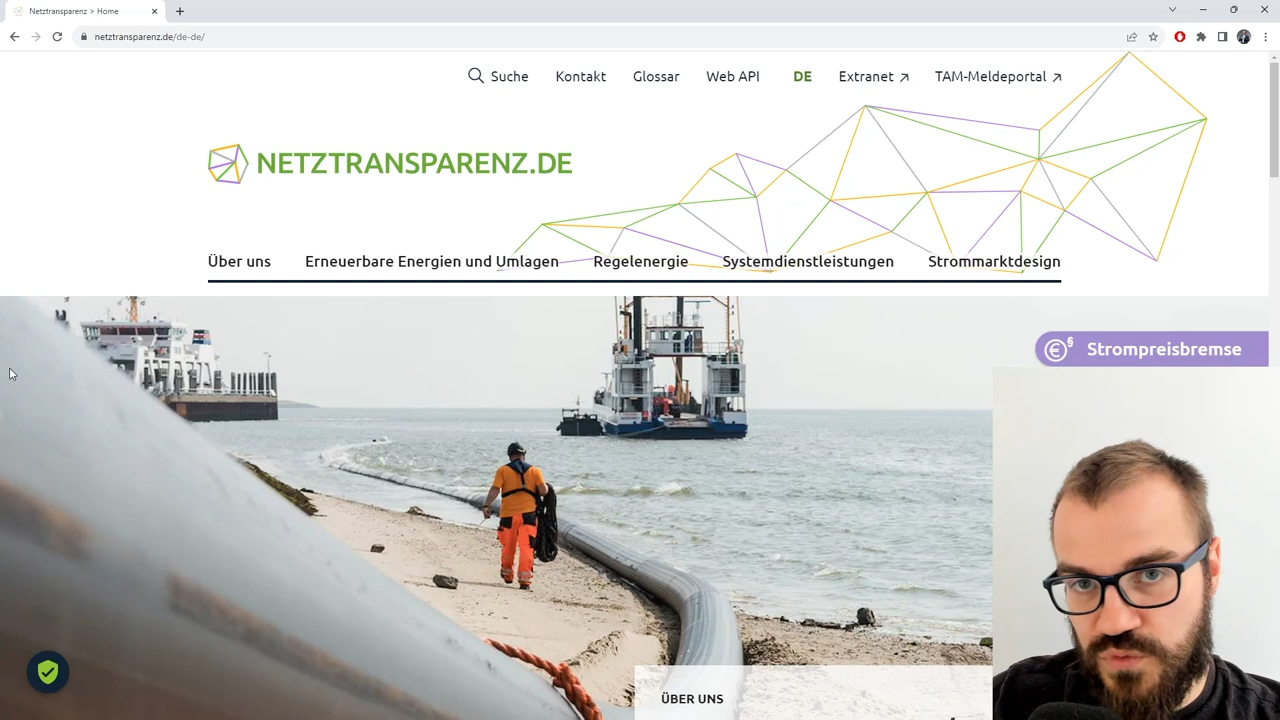 Netztransparenz > Home
netztransparenz.de/de-de/
Suche Kontakt Glossar Web API DE Extranet TAM-Meldeportal
NETZTRANSPARENZ.DE
Über uns Erneuerbare Energien und Umlagen Regelenergie Systemdienstleistungen Strommarktdesign
€§ Strompreisbremse
ÜBER UNS